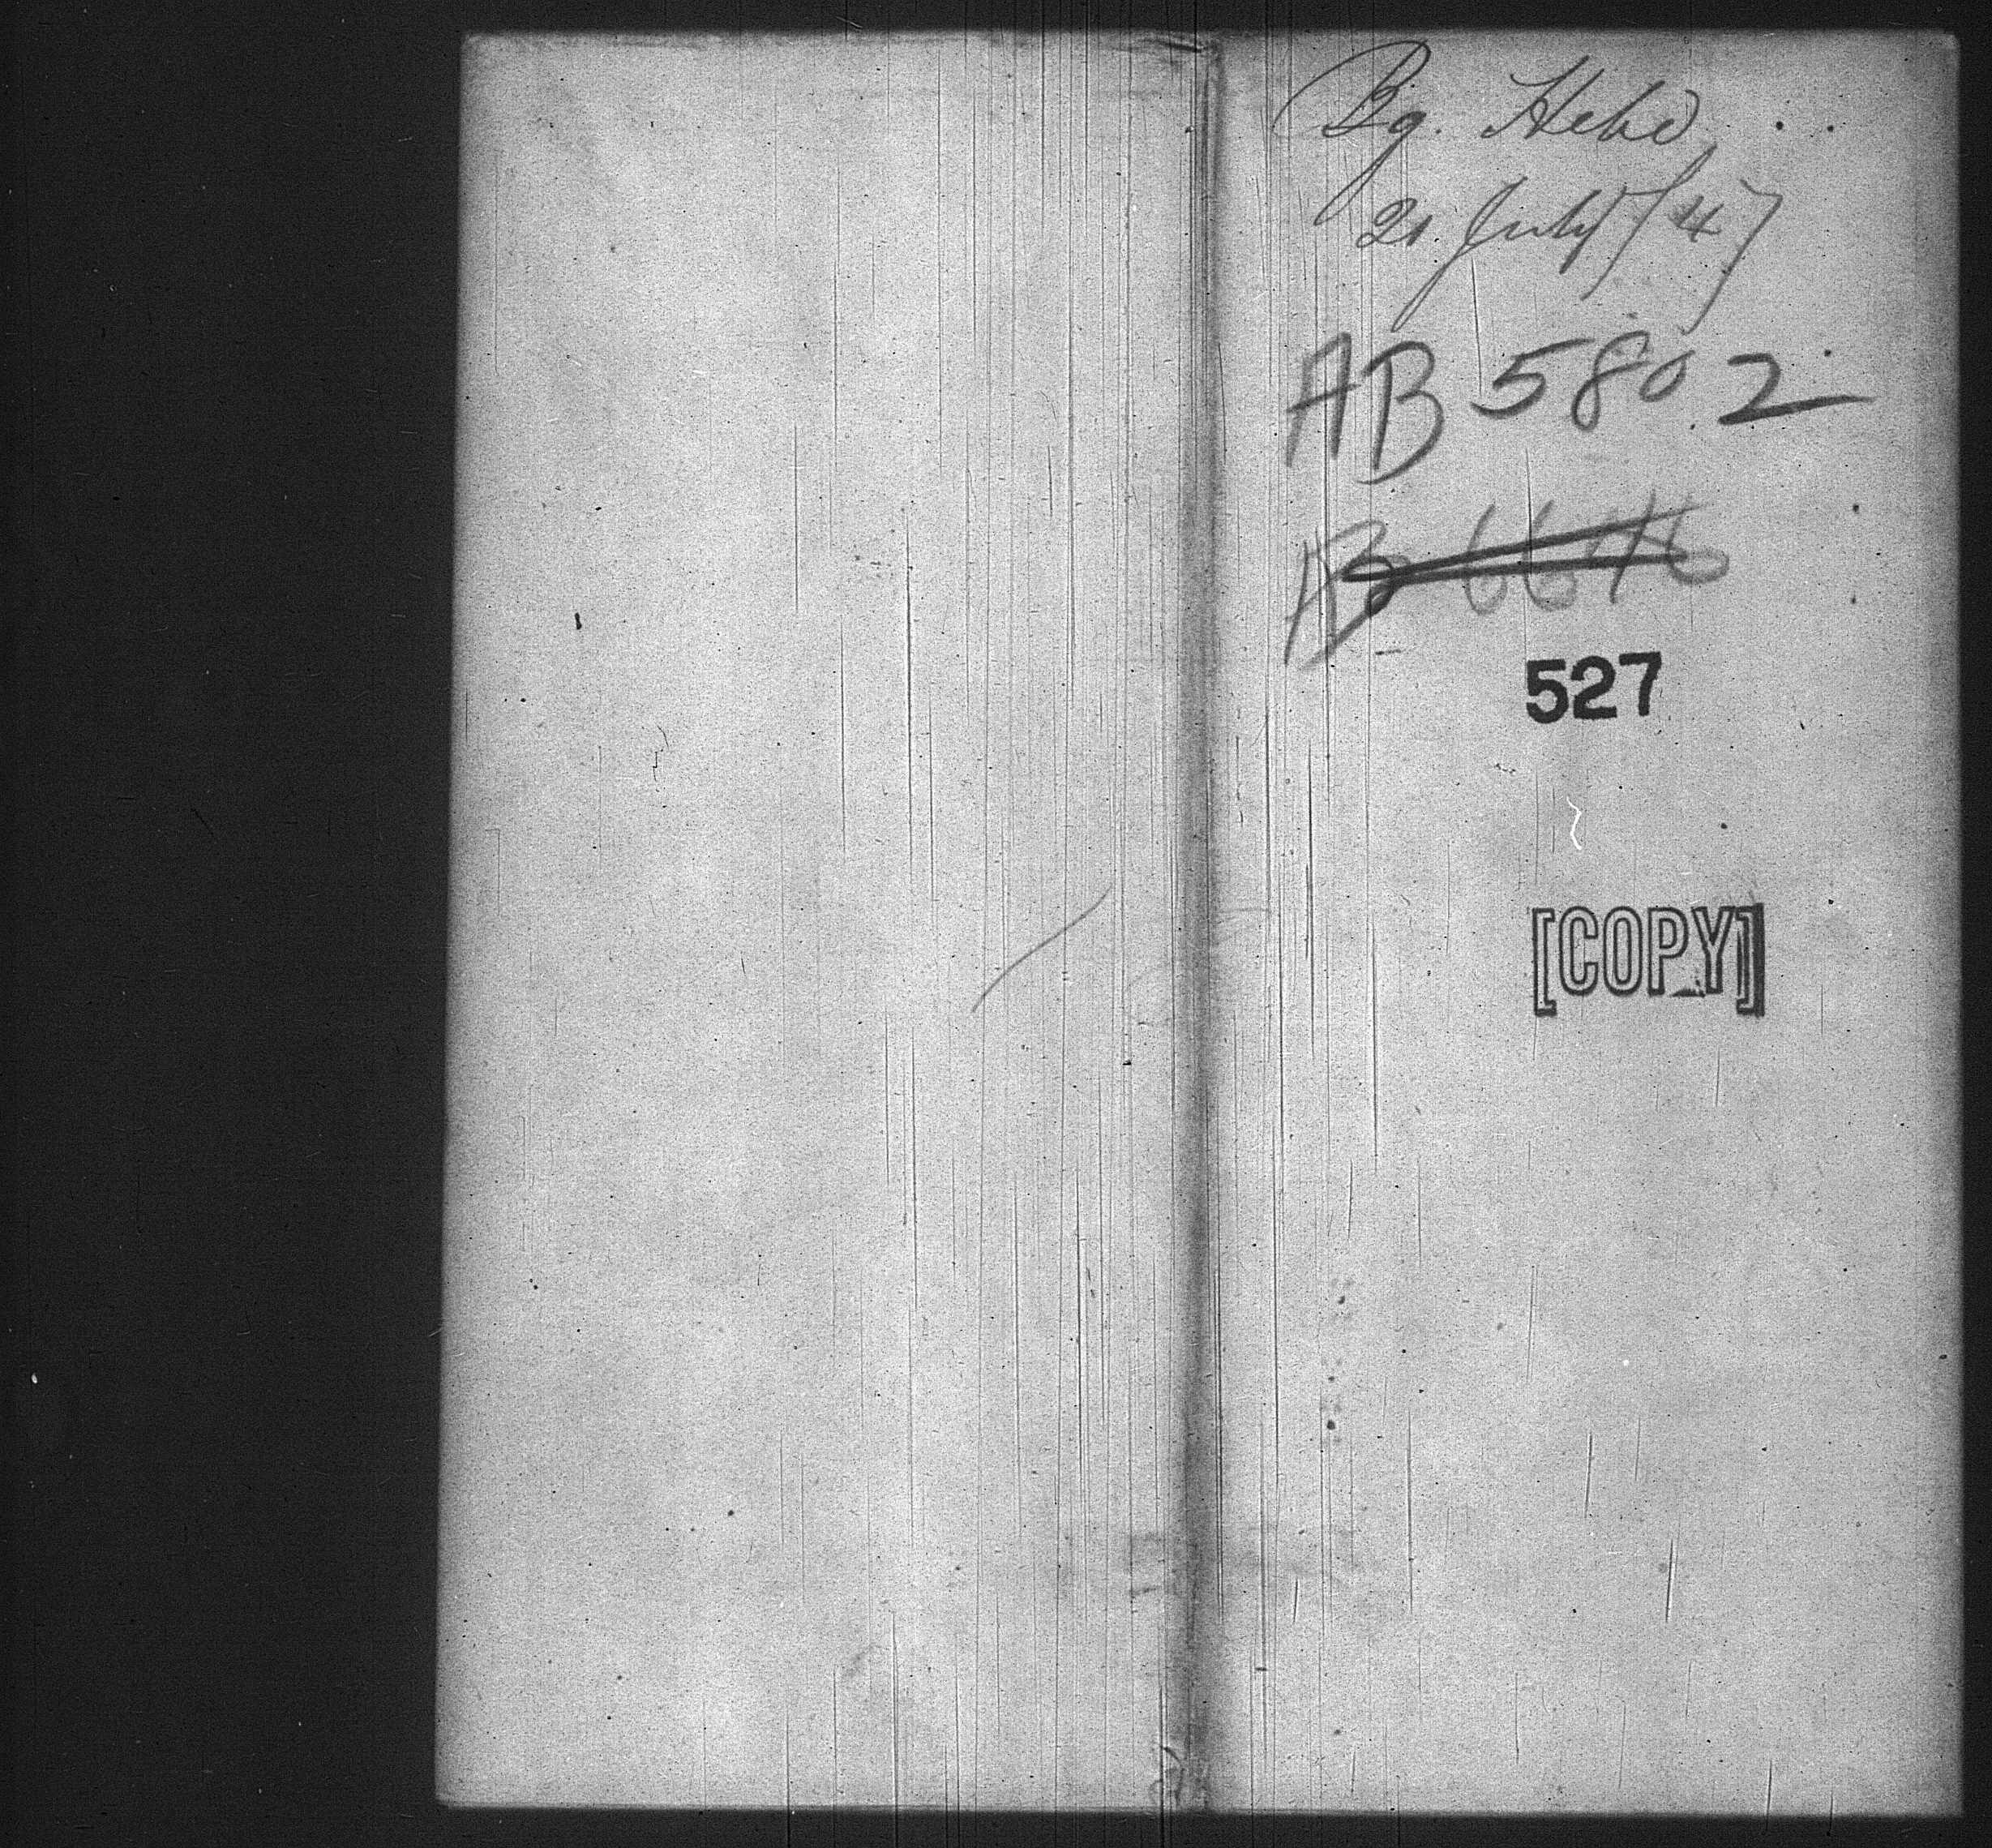 Bg. Hebe
21 July / 47
AB 5802
AB 6646
527
[COPY]